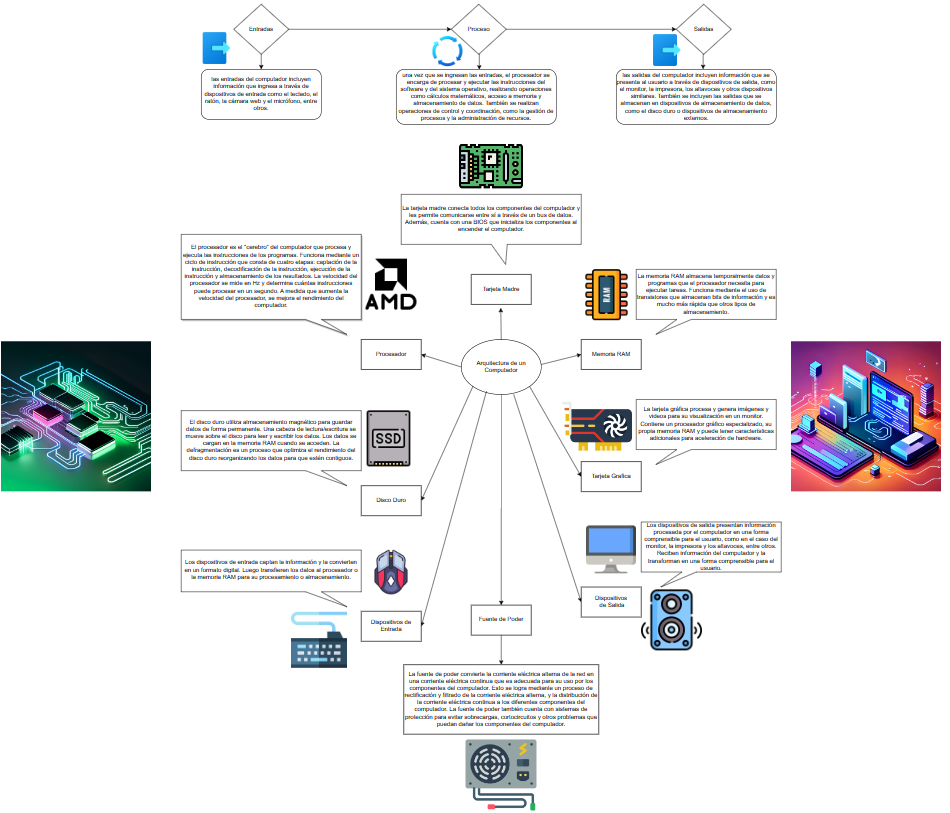 Entradas
Proceso
Salidas
las entradas del computador incluyen
información que ingresa a través de
dispositivos de entrada como el teclado, el
ratón, la cámara web y el micrófono, entre
otros.
una vez que se ingresan las entradas, el procesador se
encarga de procesar y ejecutar las instrucciones del
software y del sistema operativo, realizando operaciones
como cálculos matemáticos, acceso a memoria y
almacenamiento de datos. También se realizan
operaciones de control y coordinación, como la gestión de
procesos y la administración de recursos.
las salidas del computador incluyen información que se
presenta al usuario a través de dispositivos de salida, como
el monitor, la impresora, los altavoces y otros dispositivos
similares. También se incluyen las salidas que se
almacenan en dispositivos de almacenamiento de datos,
como el disco duro o dispositivos de almacenamiento
externos.
La tarjeta madre conecta todos los componentes del computador y
les permite comunicarse entre sí a través de un bus de datos.
Además, cuenta con una BIOS que inicializa los componentes al
encender el computador.
Tarjeta Madre
El procesador es el "cerebro" del computador que procesa y
ejecuta las instrucciones de los programas. Funciona mediante un
ciclo de instrucción que consta de cuatro etapas: captación de la
instrucción, decodificación de la instrucción, ejecución de la
instrucción y almacenamiento de los resultados. La velocidad del
procesador se mide en Hz y determina cuántas instrucciones
puede procesar en un segundo. A medida que aumenta la
velocidad del procesador, se mejora el rendimiento del
computador.
AMD
Procesador
RAM
La memoria RAM almacena temporalmente datos y
programas que el procesador necesita para
ejecutar tareas. Funciona mediante el uso de
transistores que almacenan bits de información y es
mucho más rápida que otros tipos de
almacenamiento.
Memoria RAM
Arquitectura de un
Computador
El disco duro utiliza almacenamiento magnético para guardar
datos de forma permanente. Una cabeza de lectura/escritura se
mueve sobre el disco para leer y escribir los datos. Los datos se
cargan en la memoria RAM cuando se acceden. La
defragmentación es un proceso que optimiza el rendimiento del
disco duro reorganizando los datos para que estén contiguos.
SSD
Disco Duro
La tarjeta gráfica procesa y genera imágenes y
videos para su visualización en un monitor.
Contiene un procesador gráfico especializado, su
propia memoria RAM y puede tener características
adicionales para aceleración de hardware.
Tarjeta Grafica
Los dispositivos de entrada captan la información y la convierten
en un formato digital. Luego transfieren los datos al procesador o
la memoria RAM para su procesamiento o almacenamiento.
Dispositivos de
Entrada
Los dispositivos de salida presentan información
procesada por el computador en una forma
comprensible para el usuario, como en el caso del
monitor, la impresora y los altavoces, entre otros.
Reciben información del computador y la
transforman en una forma comprensible para el
usuario.
Dispositivos
de Salida
Fuente de Poder
La fuente de poder convierte la corriente eléctrica alterna de la red en
una corriente eléctrica continua que es adecuada para su uso por los
componentes del computador. Esto se logra mediante un proceso de
rectificación y filtrado de la corriente eléctrica alterna, y la distribución de
la corriente eléctrica continua a los diferentes componentes del
computador. La fuente de poder también cuenta con sistemas de
protección para evitar sobrecargas, cortocircuitos y otros problemas que
puedan dañar los componentes del computador.